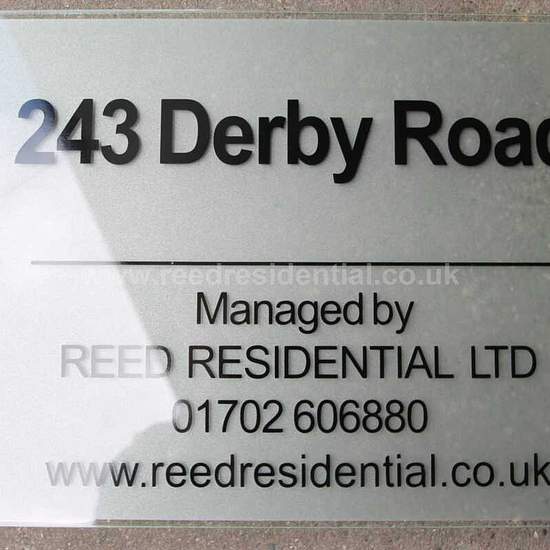 243 Derby Road
www.reedresidential.co.uk
Managed by
REED RESIDENTIAL LTD
01702 606880
www.reedresidential.co.uk